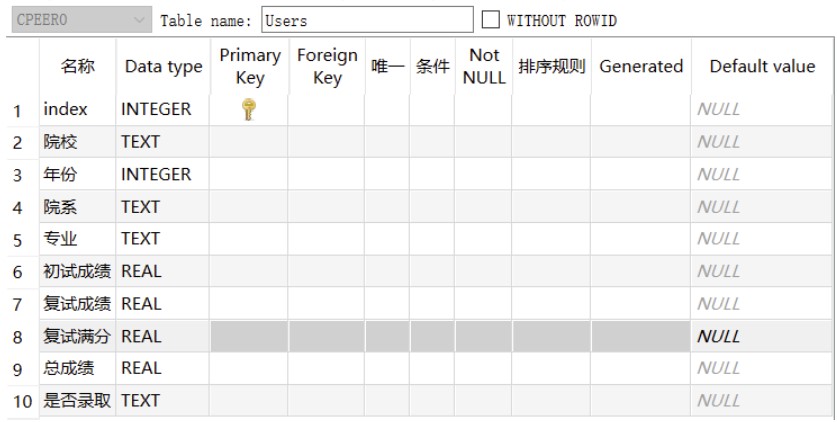 CPEER0 Table name: Users WITHOUT ROWID
名称 Data type Primary Key Foreign Key 唯一 条件 Not NULL 排序规则 Generated Default value
1 index INTEGER NULL
2 院校 TEXT NULL
3 年份 INTEGER NULL
4 院系 TEXT NULL
5 专业 TEXT NULL
6 初试成绩 REAL NULL
7 复试成绩 REAL NULL
8 复试满分 REAL NULL
9 总成绩 REAL NULL
10 是否录取 TEXT NULL